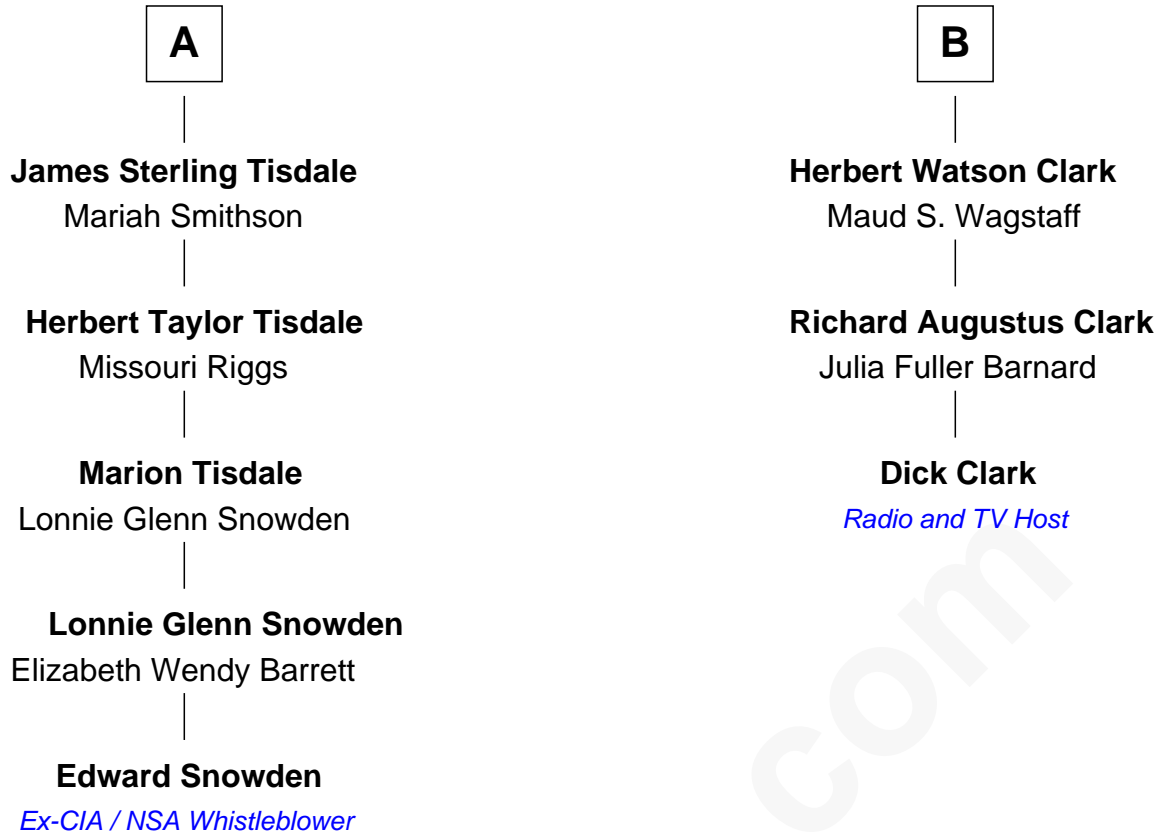 A
James Sterling Tisdale
Mariah Smithson
Herbert Taylor Tisdale
Missouri Riggs
Marion Tisdale
Lonnie Glenn Snowden
Lonnie Glenn Snowden
Elizabeth Wendy Barrett
Edward Snowden
Ex-CIA / NSA Whistleblower
B
Herbert Watson Clark
Maud S. Wagstaff
Richard Augustus Clark
Julia Fuller Barnard
Dick Clark
Radio and TV Host
com